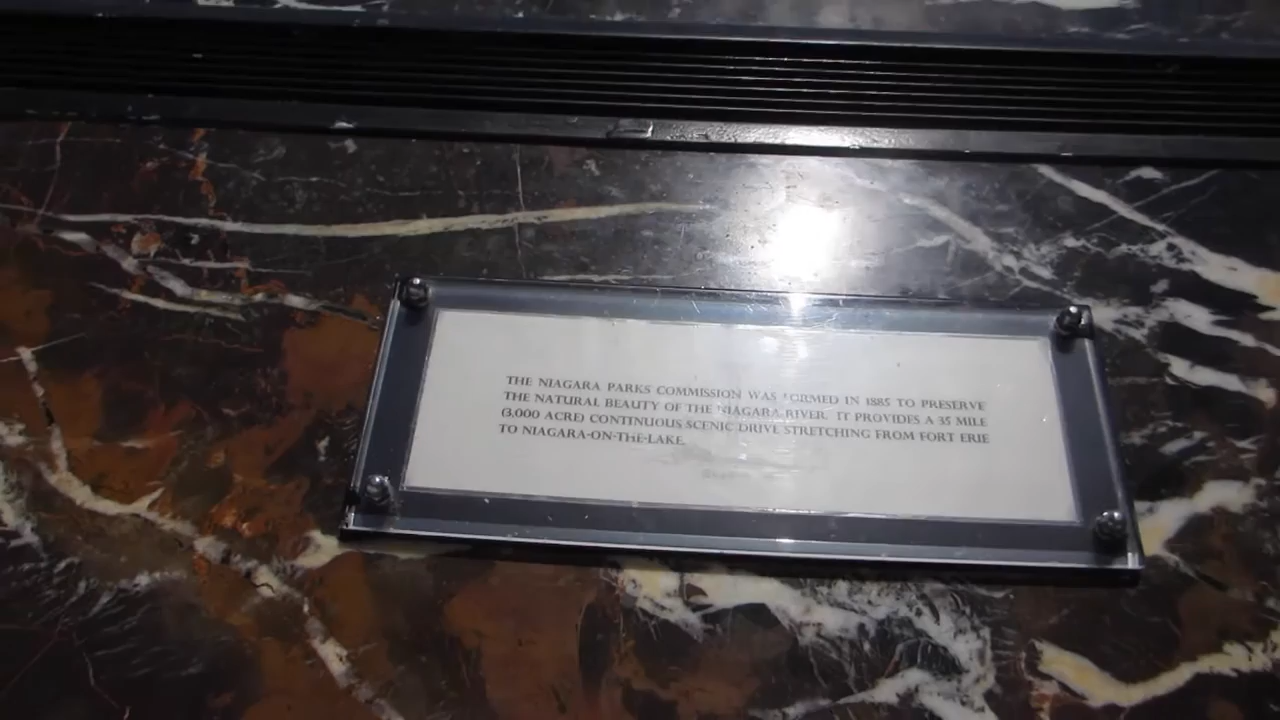 THE NIAGARA PARKS COMMISSION WAS FORMED IN 1885 TO PRESERVE
THE NATURAL BEAUTY OF THE NIAGARA RIVER. IT PROVIDES A 35 MILE
(3,000 ACRE) CONTINUOUS SCENIC DRIVE STRETCHING FROM FORT ERIE
TO NIAGARA-ON-THE-LAKE.